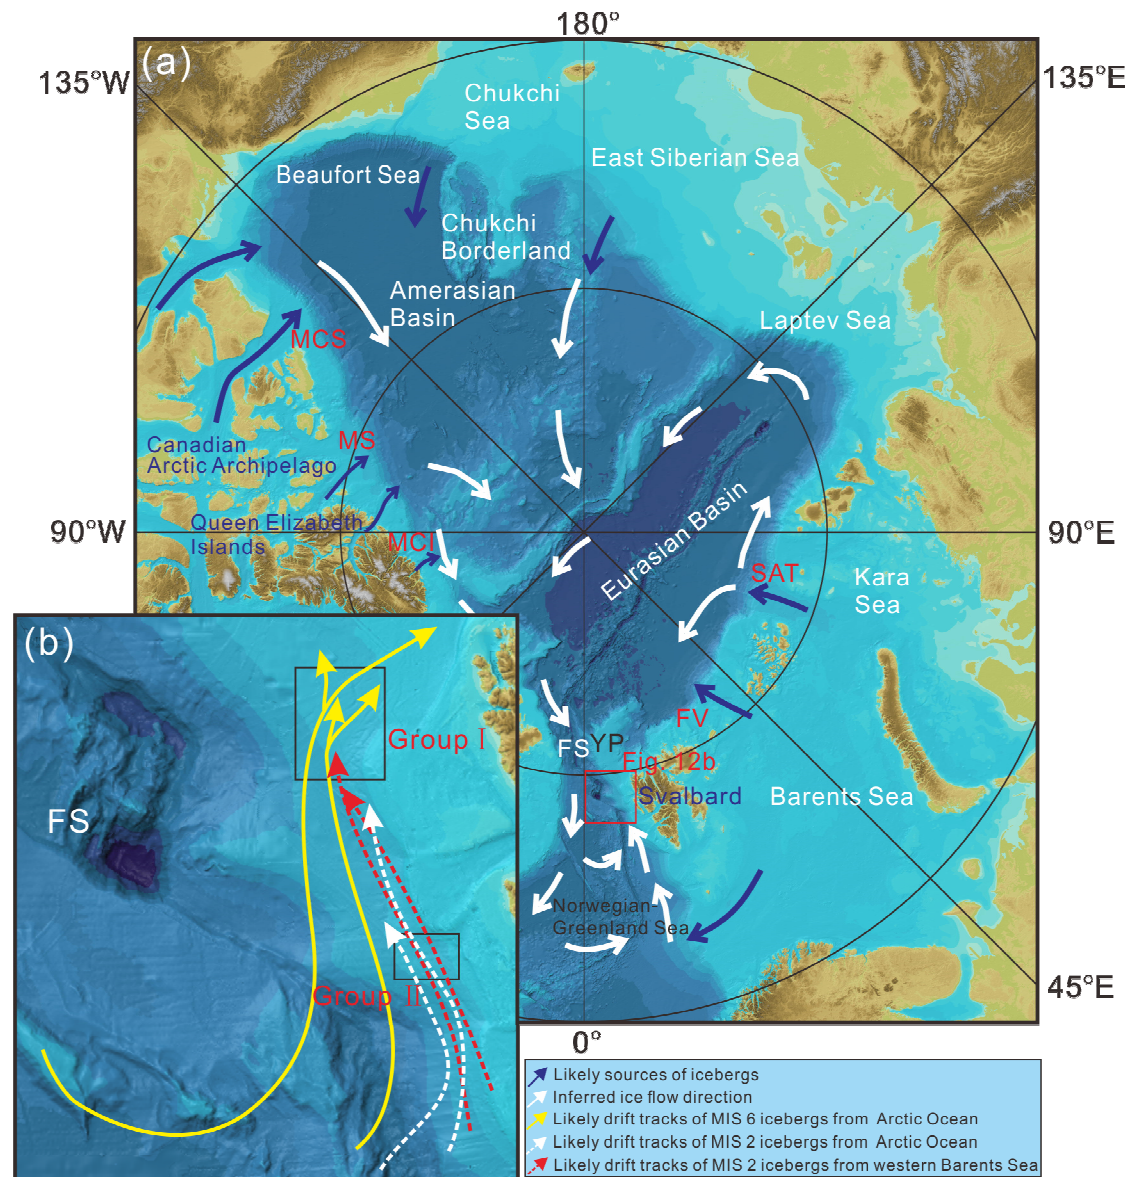 180°
(a)
135°W
135°E
Chukchi
Sea
East Siberian Sea
Beaufort Sea
Chukchi
Borderland
Amerasian
Basin
Laptev Sea
MCS
Canadian
Arctic Archipelago
MS
Queen Elizabeth
Islands
90°W
MCI
Eurasian Basin
90°E
SAT
Kara
Sea
FV
FS
YP
Fig. 12b
Svalbard
Barents Sea
Norwegian-
Greenland Sea
45°E
0°
(b)
Group I
FS
Group II
Likely sources of icebergs
Inferred ice flow direction
Likely drift tracks of MIS 6 icebergs from Arctic Ocean
Likely drift tracks of MIS 2 icebergs from Arctic Ocean
Likely drift tracks of MIS 2 icebergs from western Barents Sea